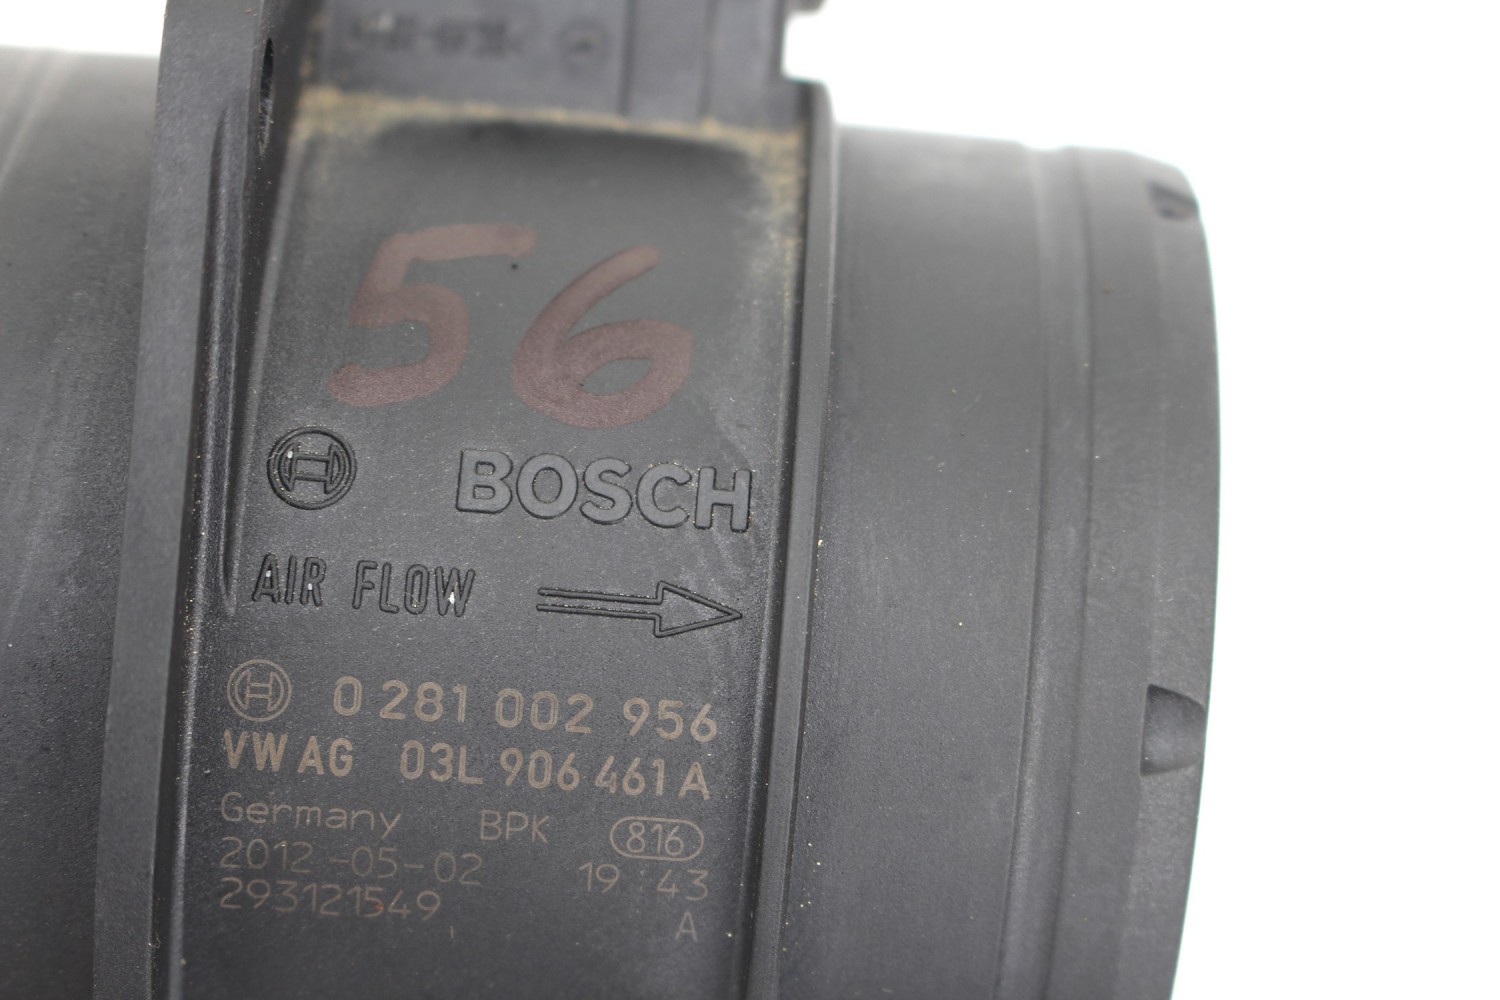 56
BOSCH
AIR FLOW
0 281 002 956
VW AG 03L 906 461 A
Germany BPK 816
2012-05-02 19:43
293121549 A